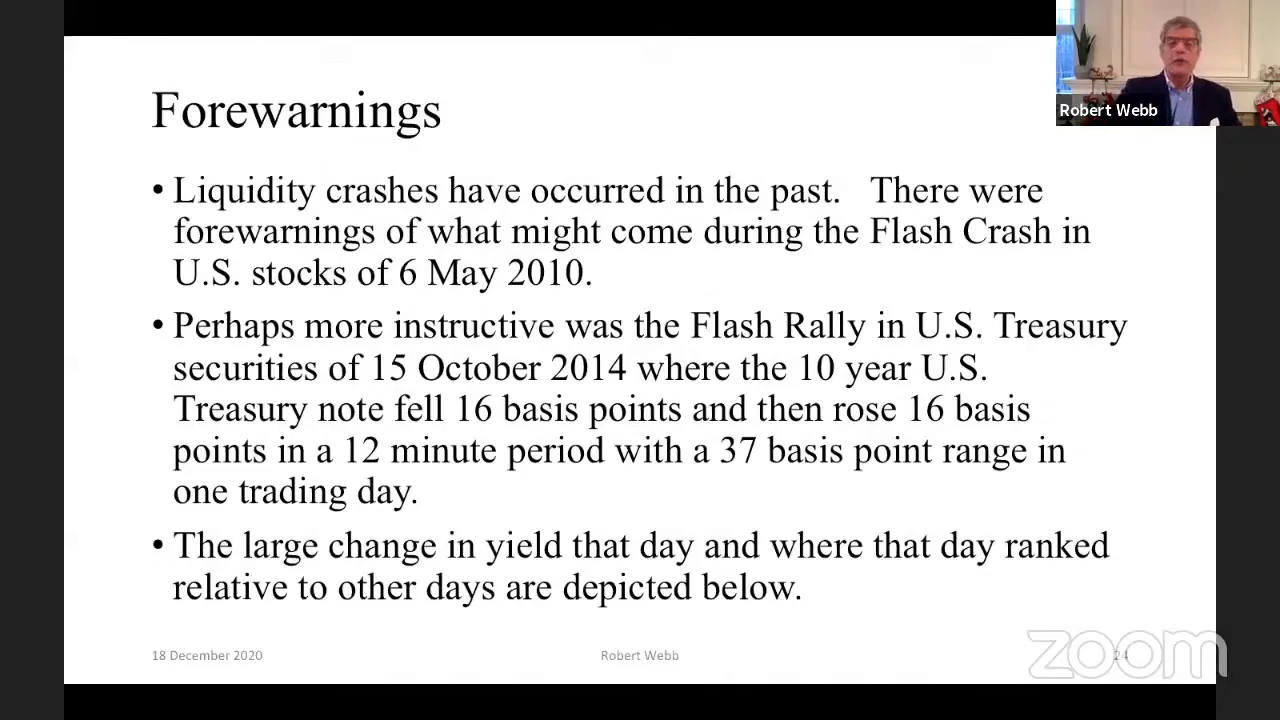 Forewarnings
• Liquidity crashes have occurred in the past. There were
forewarnings of what might come during the Flash Crash in
U.S. stocks of 6 May 2010.
• Perhaps more instructive was the Flash Rally in U.S. Treasury
securities of 15 October 2014 where the 10 year U.S.
Treasury note fell 16 basis points and then rose 16 basis
points in a 12 minute period with a 37 basis point range in
one trading day.
• The large change in yield that day and where that day ranked
relative to other days are depicted below.
18 December 2020
Robert Webb
24
zoom
Robert Webb